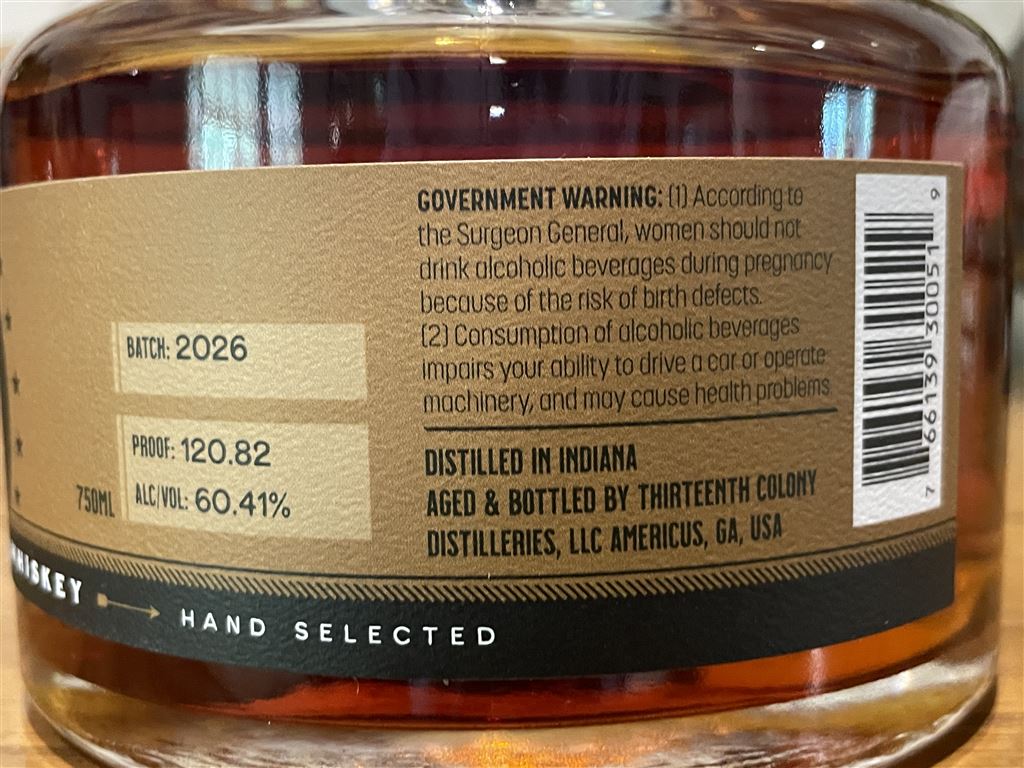 BATCH: 2026
PROOF: 120.82
750ML
ALC/VOL: 60.41%
GOVERNMENT WARNING: (1) According to
the Surgeon General, women should not
drink alcoholic beverages during pregnancy
because of the risk of birth defects.
(2) Consumption of alcoholic beverages
impairs your ability to drive a car or operate
machinery, and may cause health problems.
DISTILLED IN INDIANA
AGED & BOTTLED BY THIRTEENTH COLONY
DISTILLERIES, LLC AMERICUS, GA, USA
7 66139 30051 9
WHISKEY
HAND SELECTED